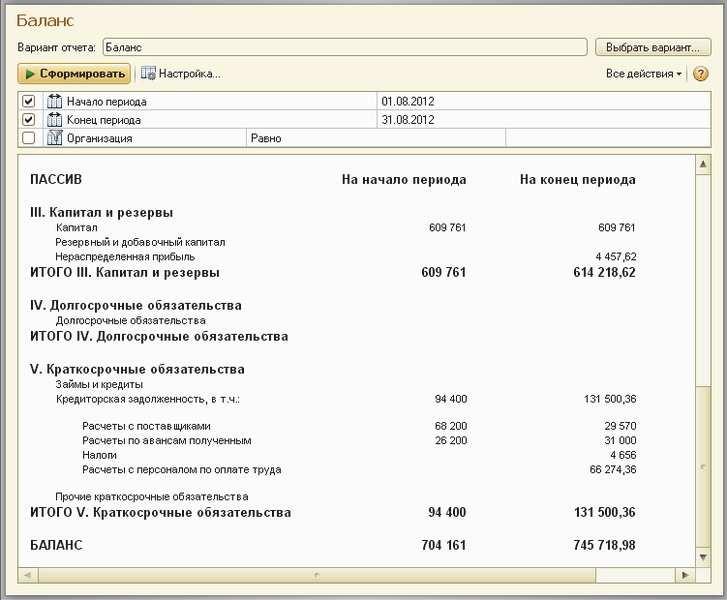 Баланс
Вариант отчета: Баланс Выбрать вариант...
Сформировать Настройка... Все действия ?
Начало периода 01.08.2012
Конец периода 31.08.2012
Организация Равно
ПАССИВ На начало периода На конец периода
III. Капитал и резервы
Капитал 609 761 609 761
Резервный и добавочный капитал
Нераспределенная прибыль 4 457,62
ИТОГО III. Капитал и резервы 609 761 614 218,62
IV. Долгосрочные обязательства
Долгосрочные обязательства
ИТОГО IV. Долгосрочные обязательства
V. Краткосрочные обязательства
Займы и кредиты
Кредиторская задолженность, в т.ч.: 94 400 131 500,36
Расчеты с поставщиками 68 200 29 570
Расчеты по авансам полученным 26 200 31 000
Налоги 4 656
Расчеты с персоналом по оплате труда 66 274,36
Прочие краткосрочные обязательства
ИТОГО V. Краткосрочные обязательства 94 400 131 500,36
БАЛАНС 704 161 745 718,98